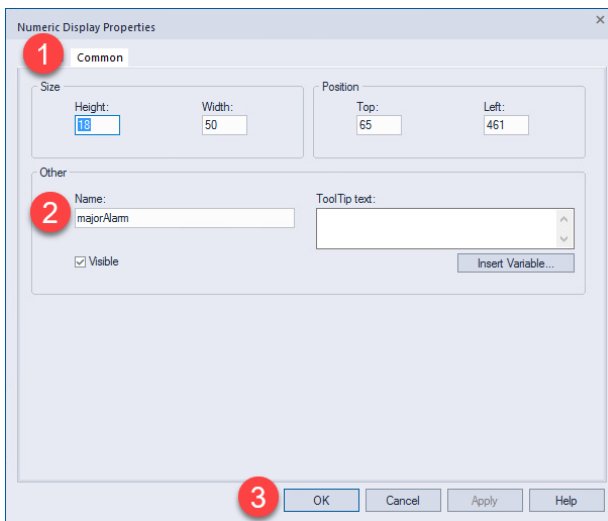 Numeric Display Properties
1 Common
Size
Height: Width:
18 50
Position
Top: Left:
65 461
Other
Name:
2 majorAlarm
Visible
ToolTip text:
Insert Variable...
3 OK Cancel Apply Help